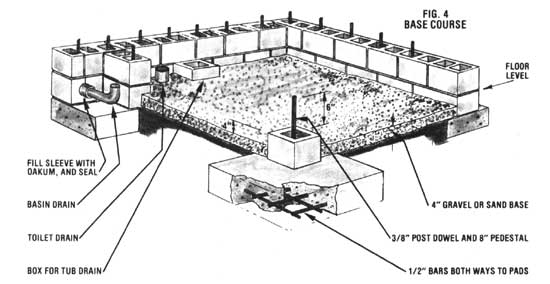 FIG. 4
BASE COURSE
FLOOR
LEVEL
6"
FILL SLEEVE WITH
OAKUM, AND SEAL
BASIN DRAIN
TOILET DRAIN
BOX FOR TUB DRAIN
4" GRAVEL OR SAND BASE
3/8" POST DOWEL AND 8" PEDESTAL
1/2" BARS BOTH WAYS TO PADS